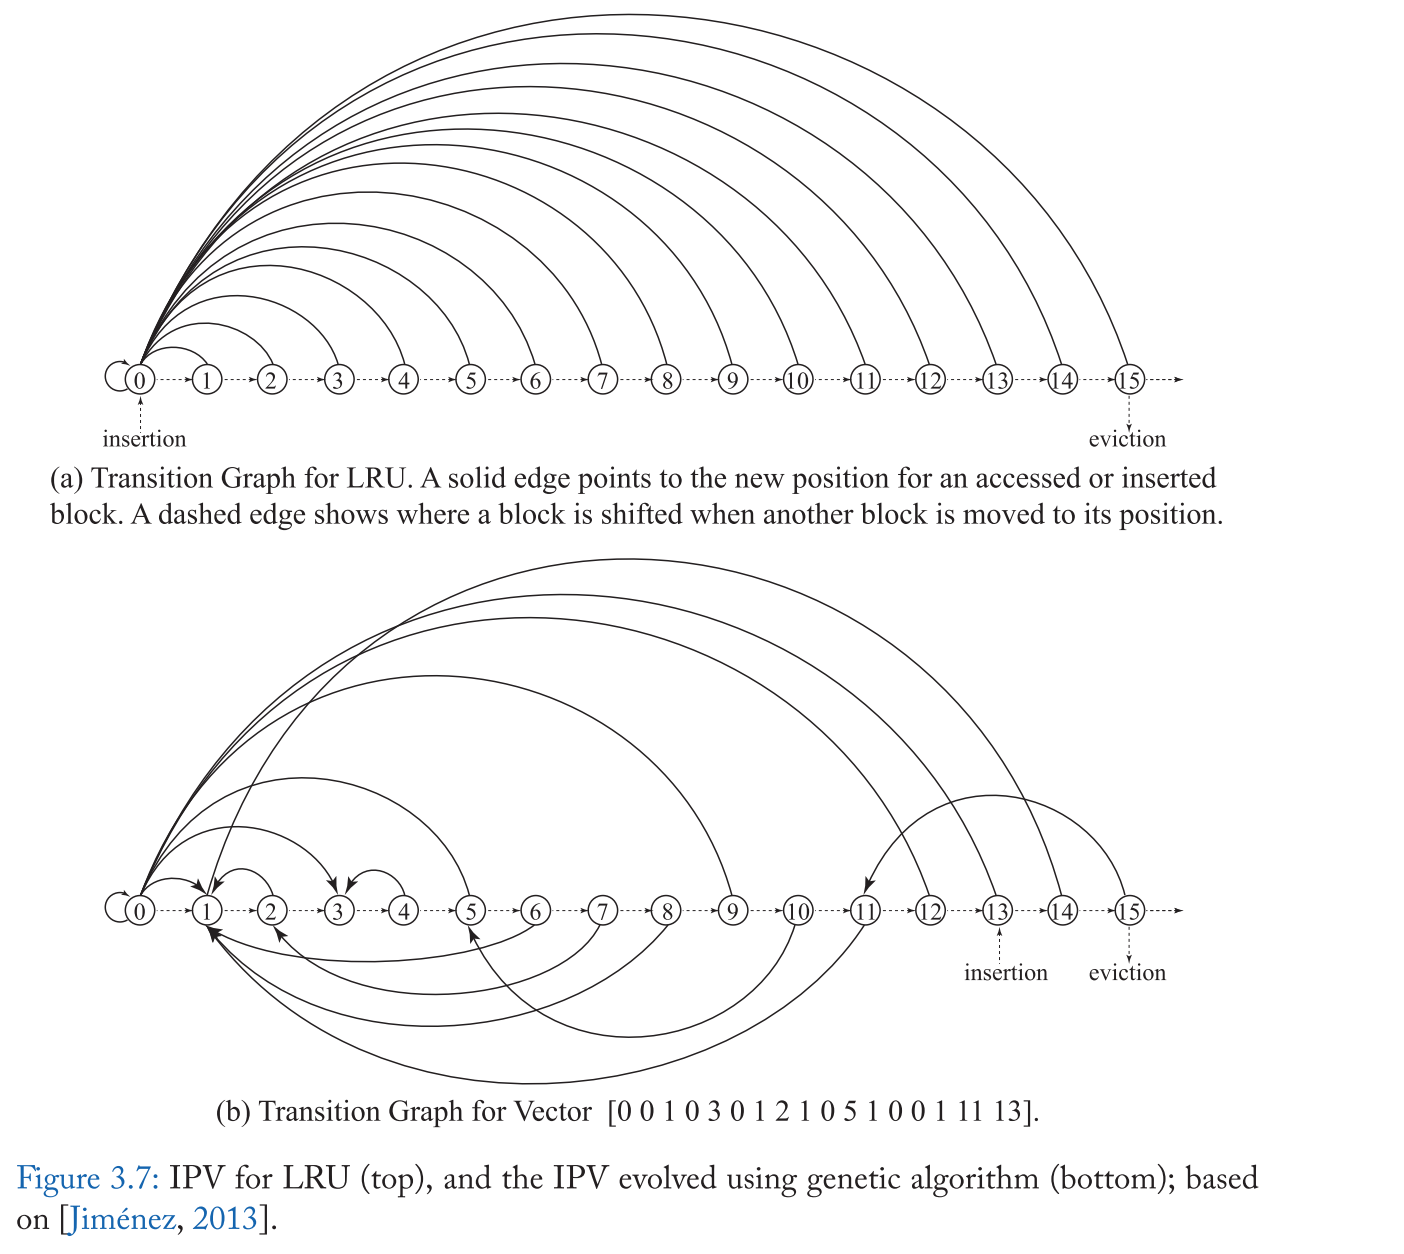 0 1 2 3 4 5 6 7 8 9 10 11 12 13 14 15
insertion eviction
(a) Transition Graph for LRU. A solid edge points to the new position for an accessed or inserted
block. A dashed edge shows where a block is shifted when another block is moved to its position.
0 1 2 3 4 5 6 7 8 9 10 11 12 13 14 15
insertion eviction
(b) Transition Graph for Vector [0 0 1 0 3 0 1 2 1 0 5 1 0 0 1 11 13].
Figure 3.7: IPV for LRU (top), and the IPV evolved using genetic algorithm (bottom); based
on [Jiménez, 2013].